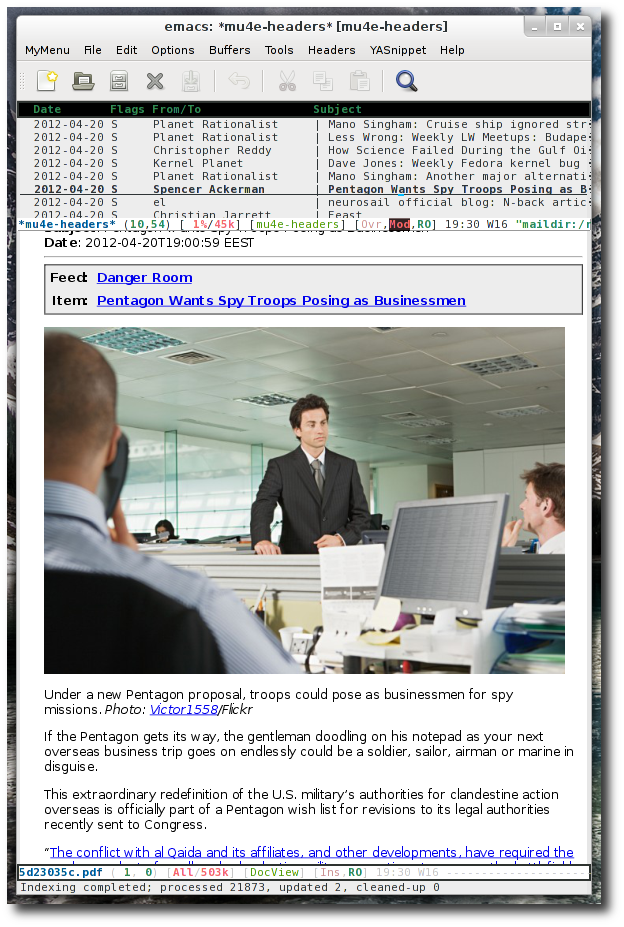 emacs: *mu4e-headers* [mu4e-headers]
MyMenu File Edit Options Buffers Tools Headers YASnippet Help
Date Flags From/To Subject
2012-04-20 S Planet Rationalist | Mano Singham: Cruise ship ignored str
2012-04-20 S Planet Rationalist | Less Wrong: Weekly LW Meetups: Budape
2012-04-20 S Christopher Reddy | How Science Failed During the Gulf Oi
2012-04-20 S Kernel Planet | Dave Jones: Weekly Fedora kernel bug
2012-04-20 S Planet Rationalist | Mano Singham: Another major alternati
2012-04-20 S Spencer Ackerman | Pentagon Wants Spy Troops Posing as B
2012-04-20 S el | neurosail official blog: N-back artic
2012-04-20 S Christian Jarrett | Feast
*mu4e-headers* (10,54) [ 1%/45k] [mu4e-headers] [Ovr,Mod,RO] 19:30 W16 "maildir:/
Date: 2012-04-20T19:00:59 EEST
Feed: Danger Room
Item: Pentagon Wants Spy Troops Posing as Businessmen
Under a new Pentagon proposal, troops could pose as businessmen for spy
missions. Photo: Victor1558/Flickr
If the Pentagon gets its way, the gentleman doodling on his notepad as your next
overseas business trip goes on endlessly could be a soldier, sailor, airman or marine in
disguise.
This extraordinary redefinition of the U.S. military’s authorities for clandestine action
overseas is officially part of a Pentagon wish list for revisions to its legal authorities
recently sent to Congress.
“The conflict with al Qaida and its affiliates, and other developments, have required the
5d23035c.pdf ( 1, 0) [All/503k] [DocView] [Ins,RO] 19:30 W16 ----------------------
Indexing completed; processed 21873, updated 2, cleaned-up 0